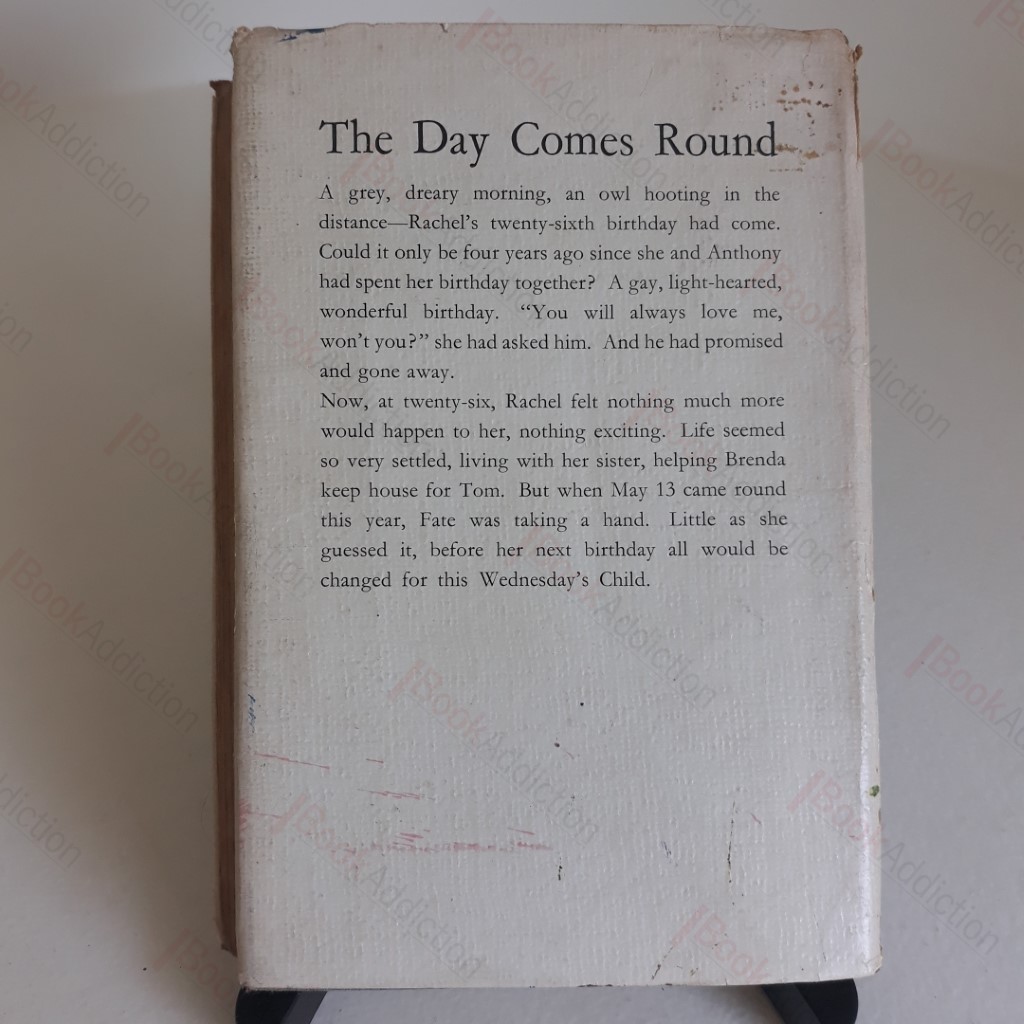 The Day Comes Round
A grey, dreary morning, an owl hooting in the
distance—Rachel's twenty-sixth birthday had come.
Could it only be four years ago since she and Anthony
had spent her birthday together? A gay, light-hearted,
wonderful birthday. "You will always love me,
won't you?" she had asked him. And he had promised
and gone away.
Now, at twenty-six, Rachel felt nothing much more
would happen to her, nothing exciting. Life seemed
so very settled, living with her sister, helping Brenda
keep house for Tom. But when May 13 came round
this year, Fate was taking a hand. Little as she
guessed it, before her next birthday all would be
changed for this Wednesday's Child.
BookAddiction